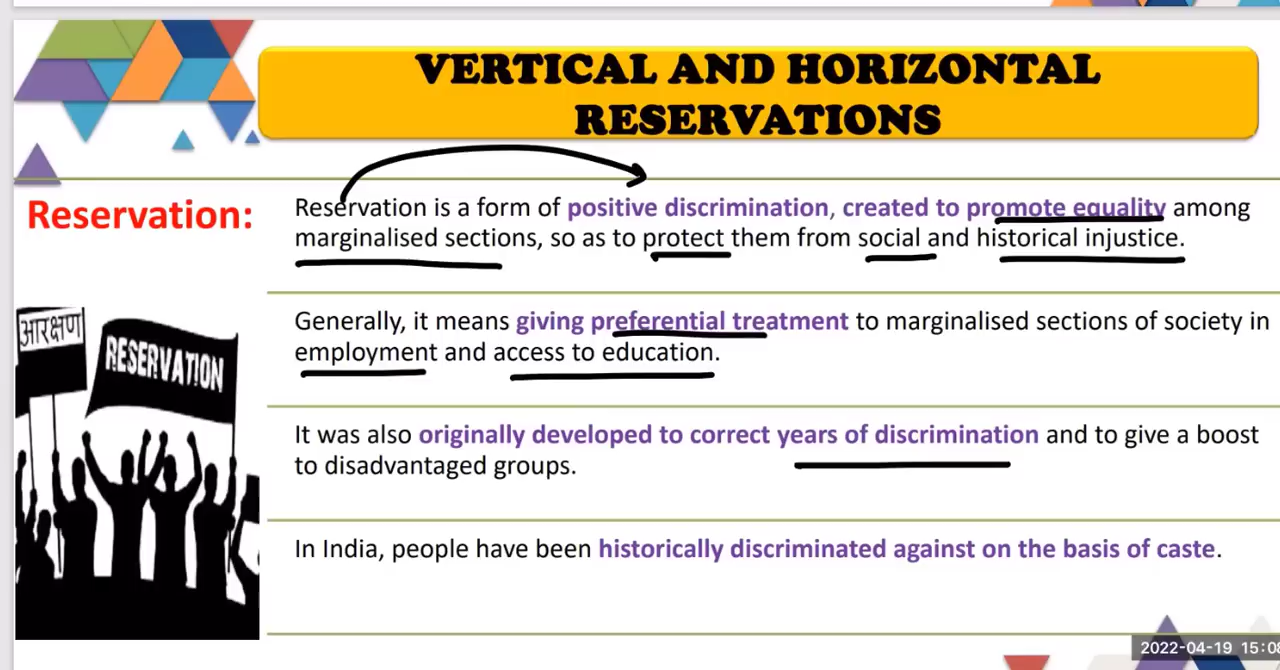 VERTICAL AND HORIZONTAL
RESERVATIONS
Reservation:
Reservation is a form of positive discrimination, created to promote equality among
marginalised sections, so as to protect them from social and historical injustice.
आरक्षण
RESERVATION
Generally, it means giving preferential treatment to marginalised sections of society in
employment and access to education.
It was also originally developed to correct years of discrimination and to give a boost
to disadvantaged groups.
In India, people have been historically discriminated against on the basis of caste.
2022-04-19 15:08